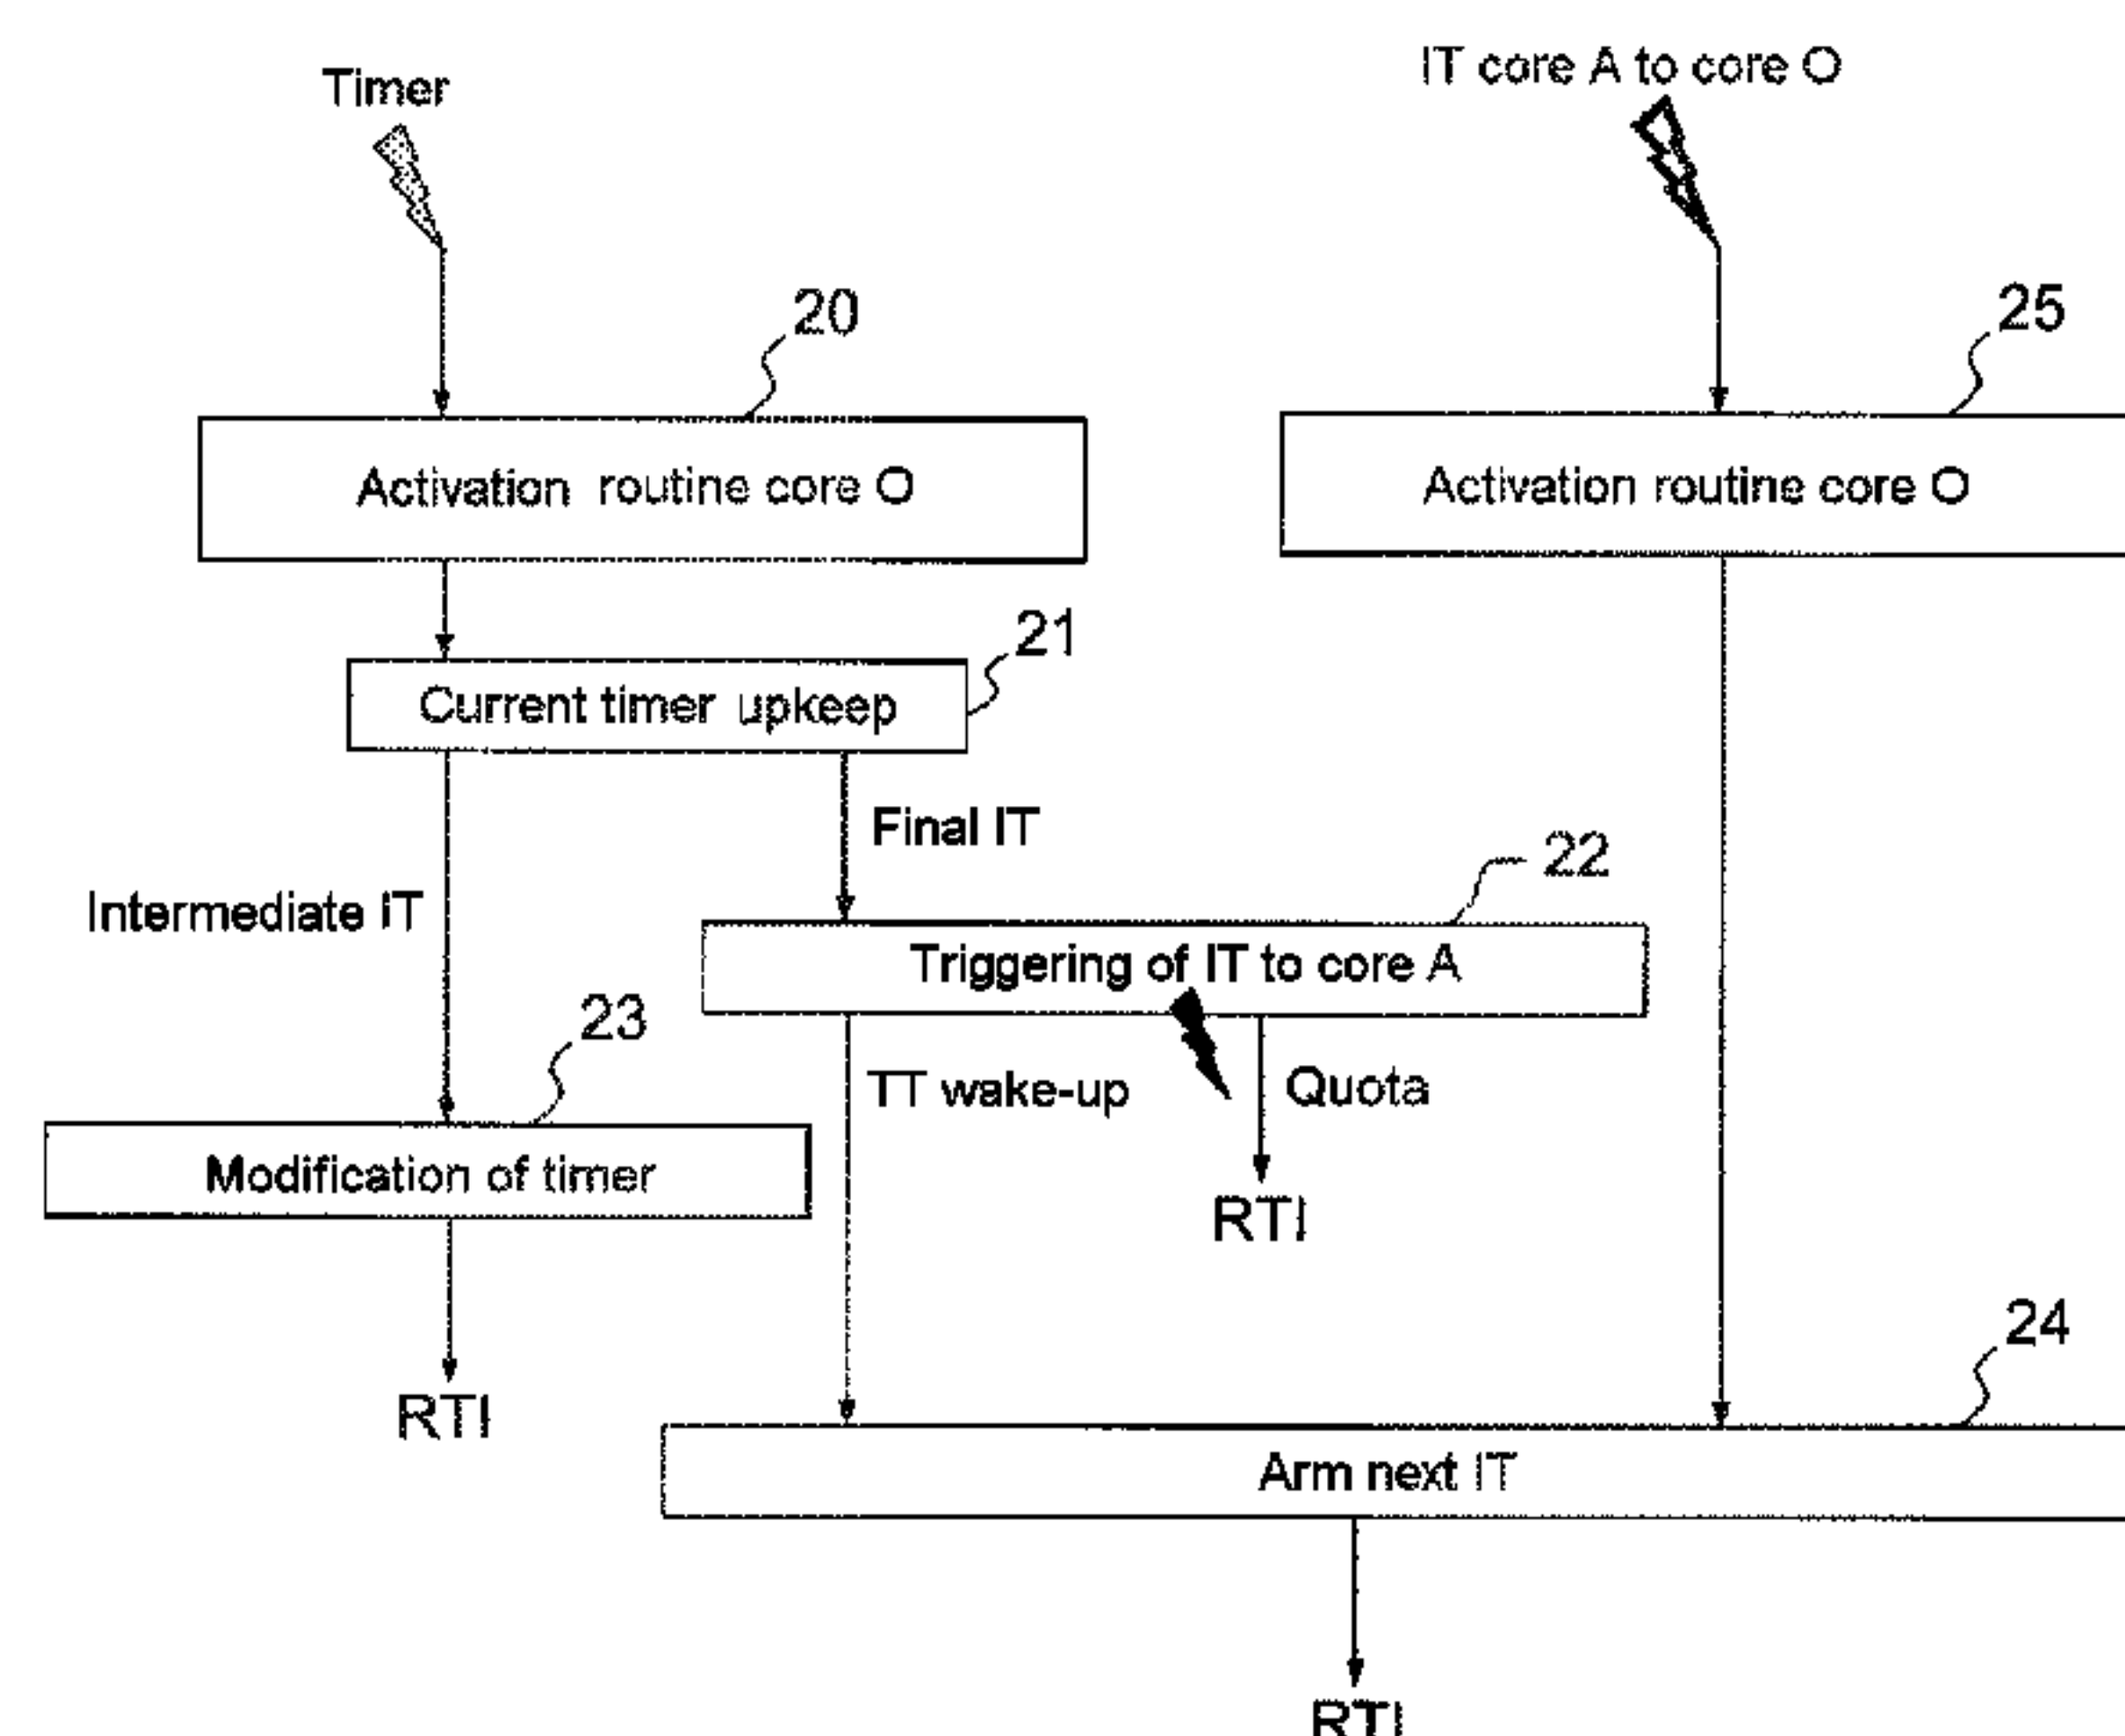 Timer
IT core A to core O
20
25
Activation routine core O
Activation routine core O
21
Current timer upkeep
Final IT
22
Intermediate IT
Triggering of IT to core A
23
TT wake-up
Quota
Modification of timer
RTI
24
RTI
Arm next IT
RTI